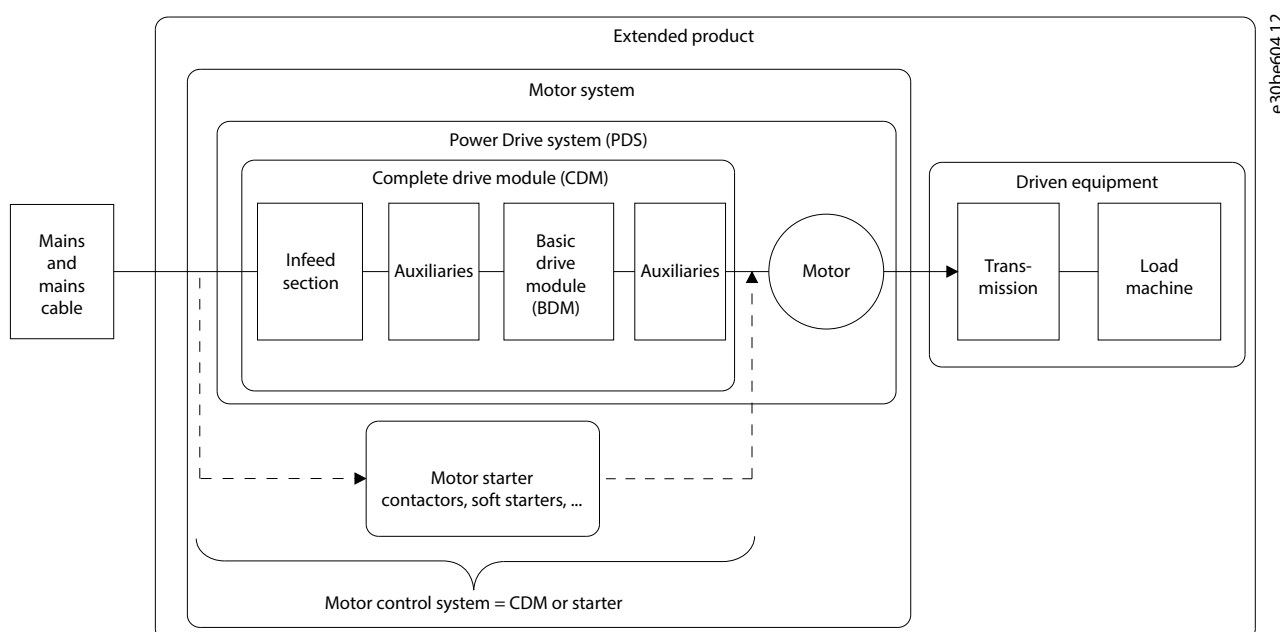 Extended product
e30be604.12
Motor system
Power Drive system (PDS)
Complete drive module (CDM)
Driven equipment
Mains
and
mains
cable
Infeed
section
Auxiliaries
Basic
drive
module
(BDM)
Auxiliaries
Motor
Trans-
mission
Load
machine
Motor starter
contactors, soft starters, ...
Motor control system = CDM or starter